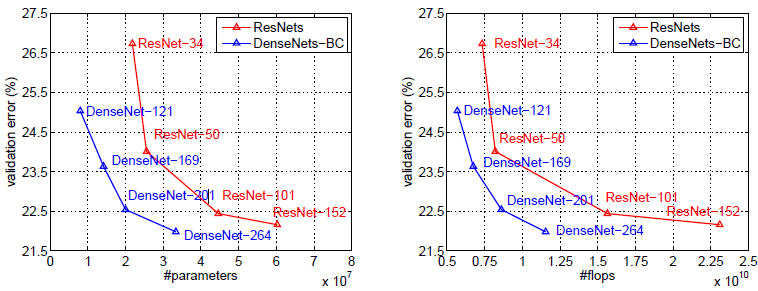 27.5
26.5
25.5
24.5
23.5
22.5
21.5
validation error (%)
ResNets
DenseNets−BC
ResNet−34
DenseNet−121
ResNet−50
DenseNet−169
DenseNet−201
ResNet−101
ResNet−152
DenseNet−264
0 1 2 3 4 5 6 7 8
#parameters
x 10^7
27.5
26.5
25.5
24.5
23.5
22.5
21.5
validation error (%)
ResNets
DenseNets−BC
ResNet−34
DenseNet−121
ResNet−50
DenseNet−169
DenseNet−201
ResNet−101
ResNet−152
DenseNet−264
0.5 0.75 1 1.25 1.5 1.75 2 2.25 2.5
#flops
x 10^10